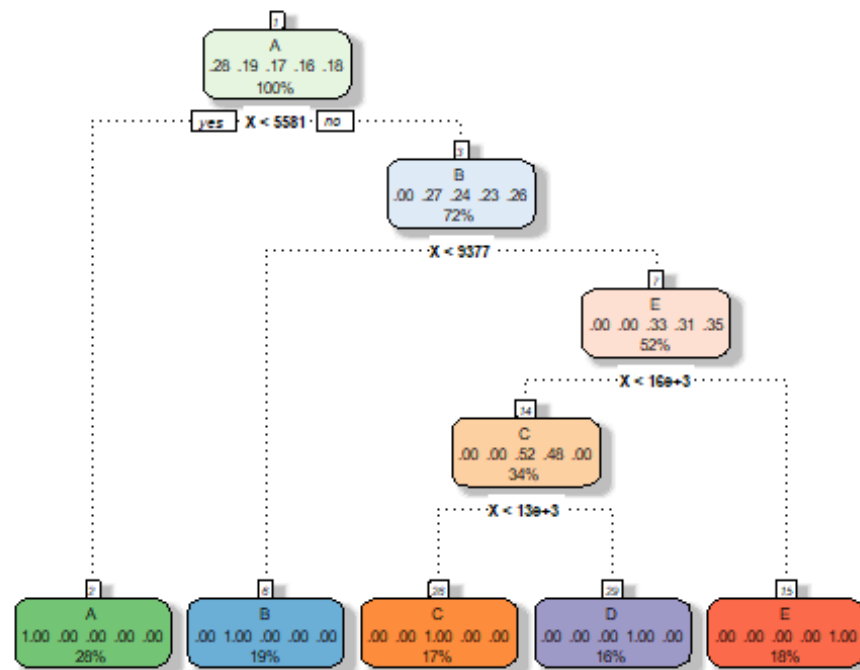 1
A
.28 .19 .17 .16 .18
100%
yes X < 5581 no
3
B
.00 .27 .24 .23 .26
72%
X < 9377
7
E
.00 .00 .33 .31 .35
52%
X < 16e+3
14
C
.00 .00 .52 .48 .00
34%
X < 13e+3
2
A
1.00 .00 .00 .00 .00
28%
6
B
.00 1.00 .00 .00 .00
19%
28
C
.00 .00 1.00 .00 .00
17%
29
D
.00 .00 .00 1.00 .00
16%
15
E
.00 .00 .00 .00 1.00
18%